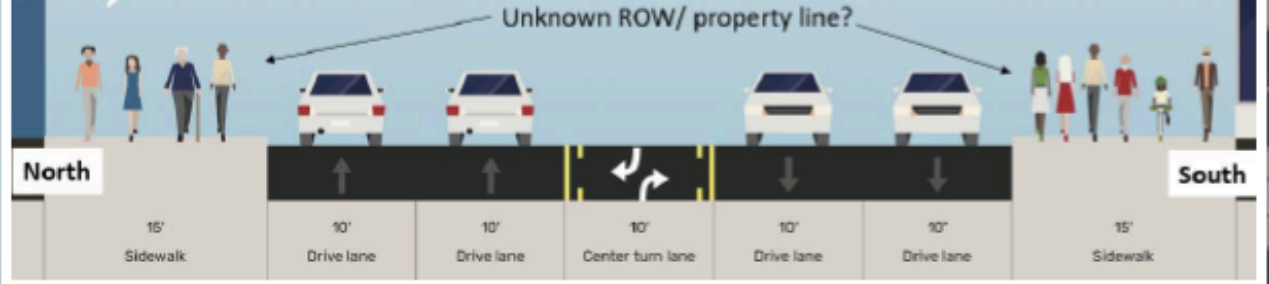 Unknown ROW/ property line?
North
South
15'
10'
10'
10'
10'
10'
15'
Sidewalk
Drive lane
Drive lane
Center turn lane
Drive lane
Drive lane
Sidewalk